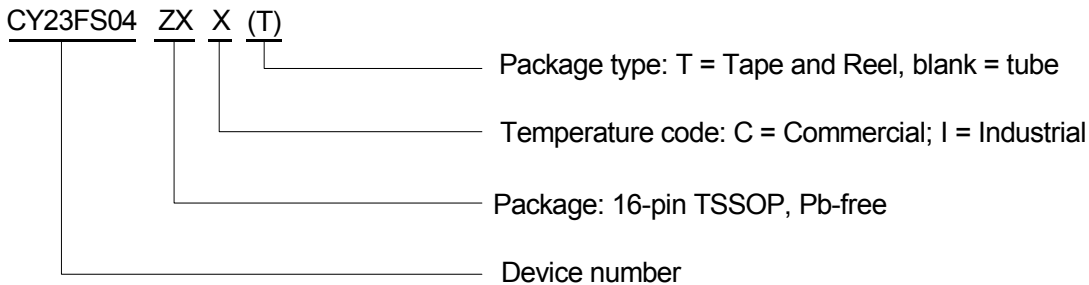 CY23FS04 ZX X (T)
Package type: T = Tape and Reel, blank = tube
Temperature code: C = Commercial; I = Industrial
Package: 16-pin TSSOP, Pb-free
Device number